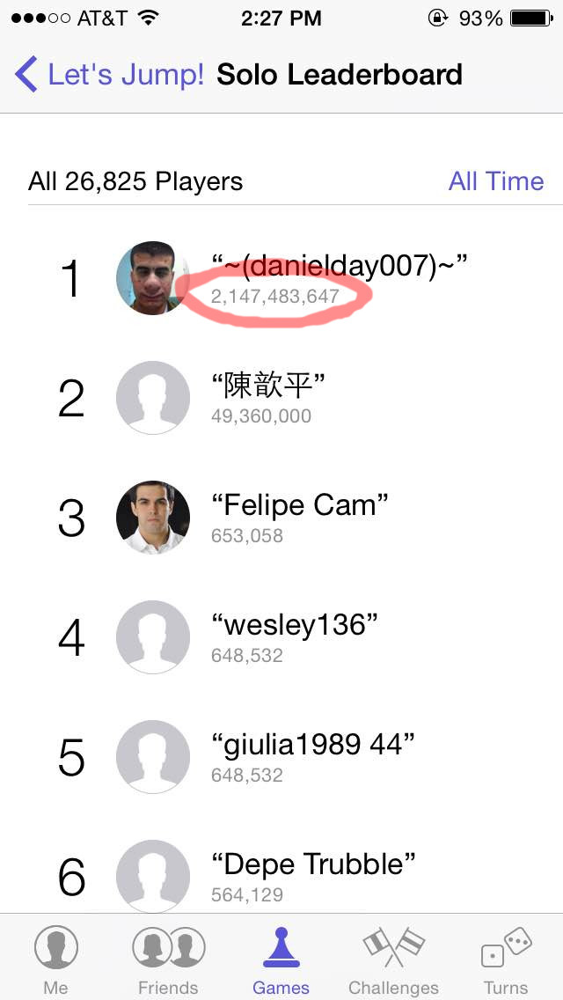 AT&T 2:27 PM 93%
Let's Jump! Solo Leaderboard
All 26,825 Players All Time
1 “~(danielday007)~”
2,147,483,647
2 “陳歆平”
49,360,000
3 “Felipe Cam”
653,058
4 “wesley136”
648,532
5 “giulia1989 44”
648,532
6 “Depe Trubble”
564,129
Me Friends Games Challenges Turns